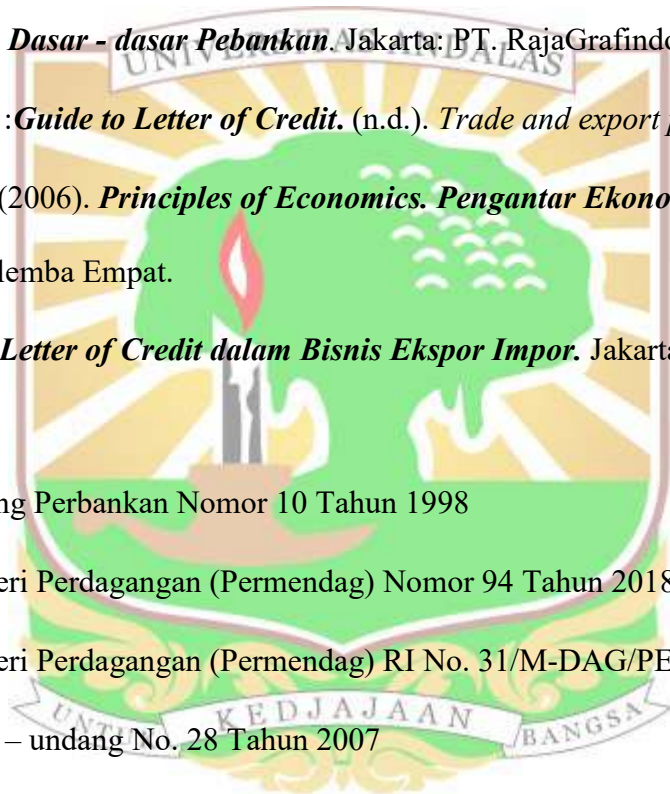 Dasar - dasar Pebankan. Jakarta: PT. RajaGrafindo
UNIVERSITAS ANDALAS
:Guide to Letter of Credit. (n.d.). Trade and export
(2006). Principles of Economics. Pengantar
lemba Empat.
Letter of Credit dalam Bisnis Ekspor Impor. Jakarta
ng Perbankan Nomor 10 Tahun 1998
eri Perdagangan (Permendag) Nomor 94 Tahun 2018
eri Perdagangan (Permendag) RI No. 31/M-DAG/PE
UNTUK KEDJAJAAN BANGSA
– undang No. 28 Tahun 2007